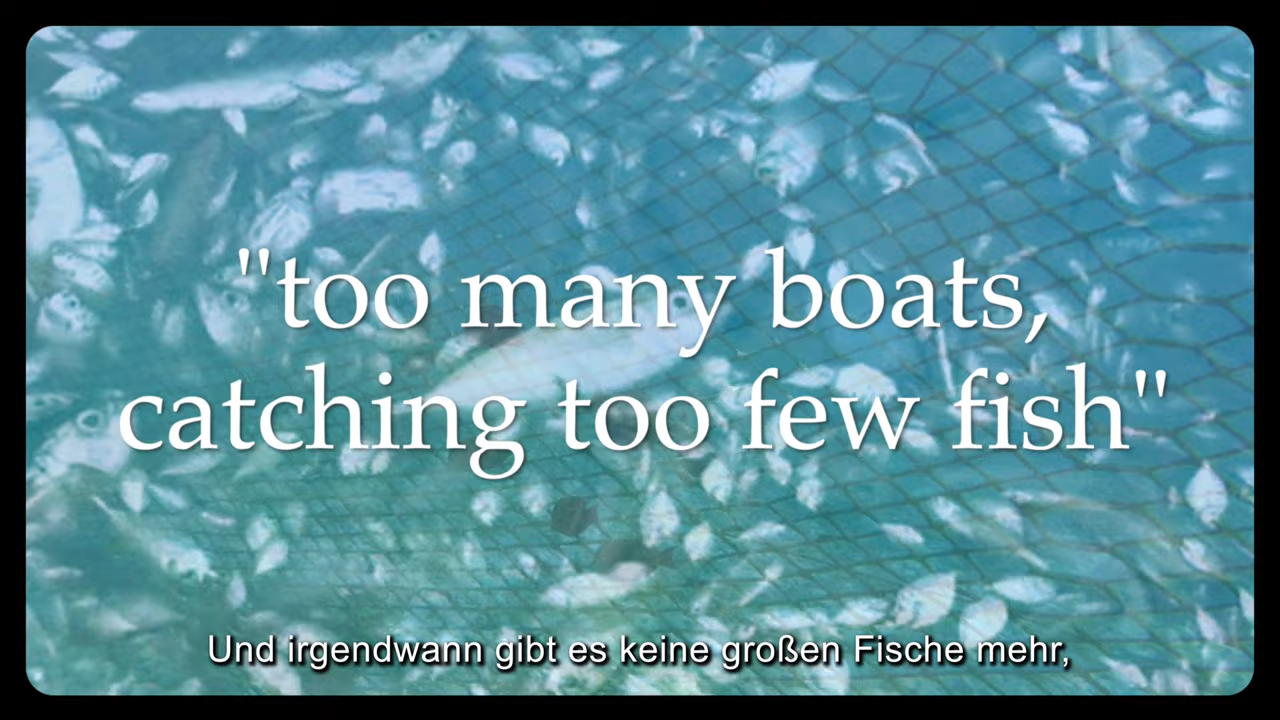 "too many boats,
catching too few fish"
Und irgendwann gibt es keine großen Fische mehr,